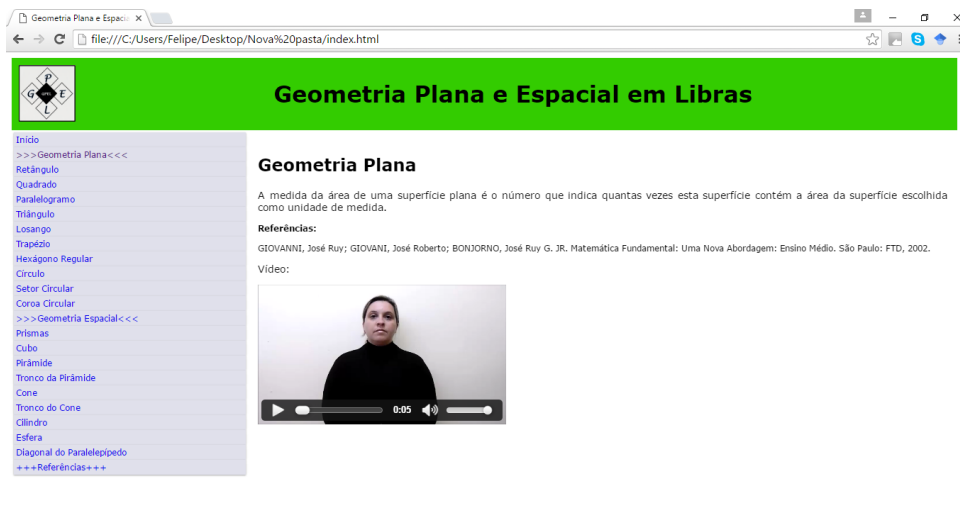 Geometria Plana e Espaci
file:///C:/Users/Felipe/Desktop/Nova%20pasta/index.html
P
G E
L
Geometria Plana e Espacial em Libras
Início
>>>Geometria Plana<<<
Retângulo
Quadrado
Paralelogramo
Triângulo
Losango
Trapézio
Hexágono Regular
Círculo
Setor Circular
Coroa Circular
>>>Geometria Espacial<<<
Prismas
Cubo
Pirâmide
Tronco da Pirâmide
Cone
Tronco do Cone
Cilindro
Esfera
Diagonal do Paralelepípedo
+++Referências+++
Geometria Plana
A medida da área de uma superfície plana é o número que indica quantas vezes esta superfície contém a área da superfície escolhida
como unidade de medida.
Referências:
GIOVANNI, José Ruy; GIOVANI, José Roberto; BONJORNO, José Ruy G. JR. Matemática Fundamental: Uma Nova Abordagem: Ensino Médio. São Paulo: FTD, 2002.
Vídeo:
0:05